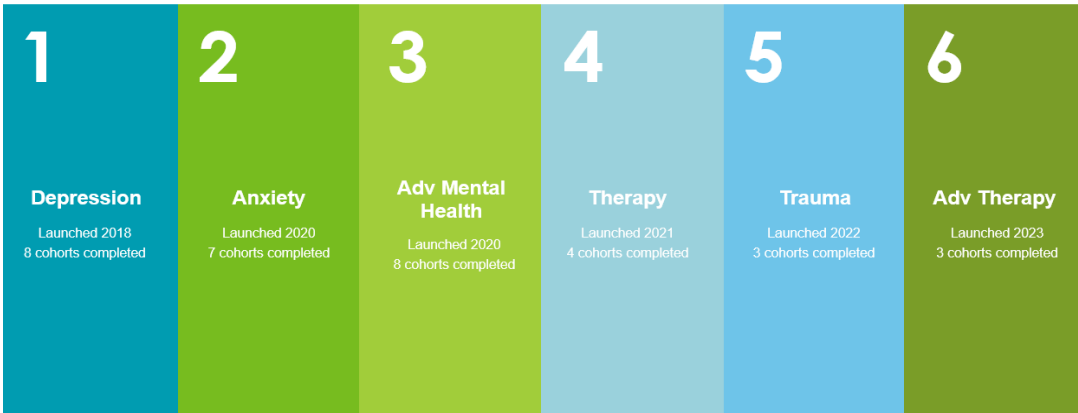 1
Depression
Launched 2018
8 cohorts completed
2
Anxiety
Launched 2020
7 cohorts completed
3
Adv Mental
Health
Launched 2020
8 cohorts completed
4
Therapy
Launched 2021
4 cohorts completed
5
Trauma
Launched 2022
3 cohorts completed
6
Adv Therapy
Launched 2023
3 cohorts completed